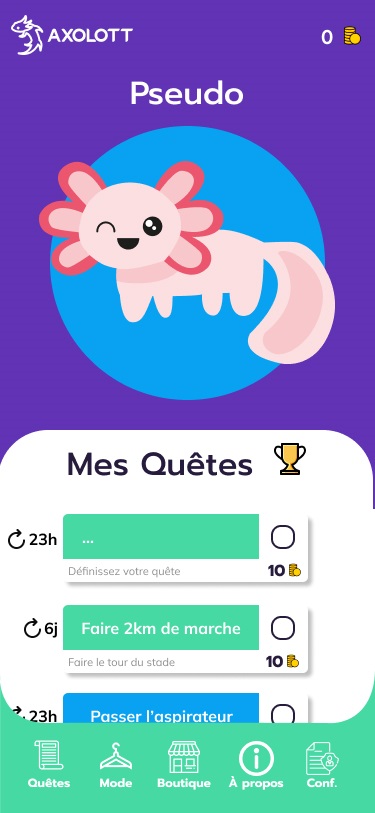 AXOLOTT
0
Pseudo
Mes Quêtes
...
23h
Définissez votre quête
10
Faire 2km de marche
6j
Faire le tour du stade
10
Passer l'aspirateur
23h
Quêtes Mode Boutique À propos Conf.